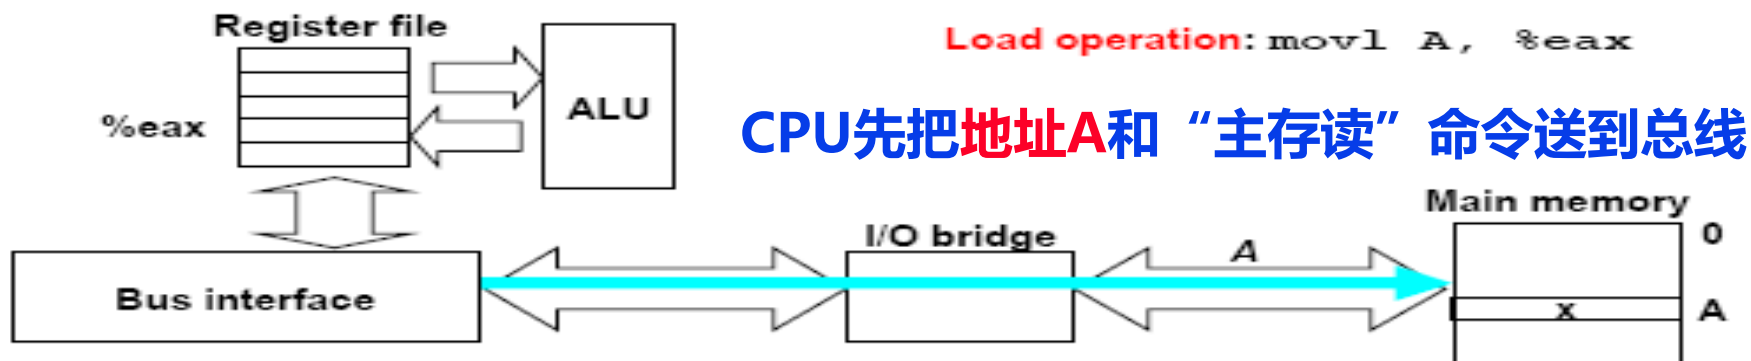 Register file
Load operation: movl A, %eax
ALU
%eax
CPU先把地址A和“主存读”命令送到总线
Main memory
I/O bridge
0
A
Bus interface
x
A